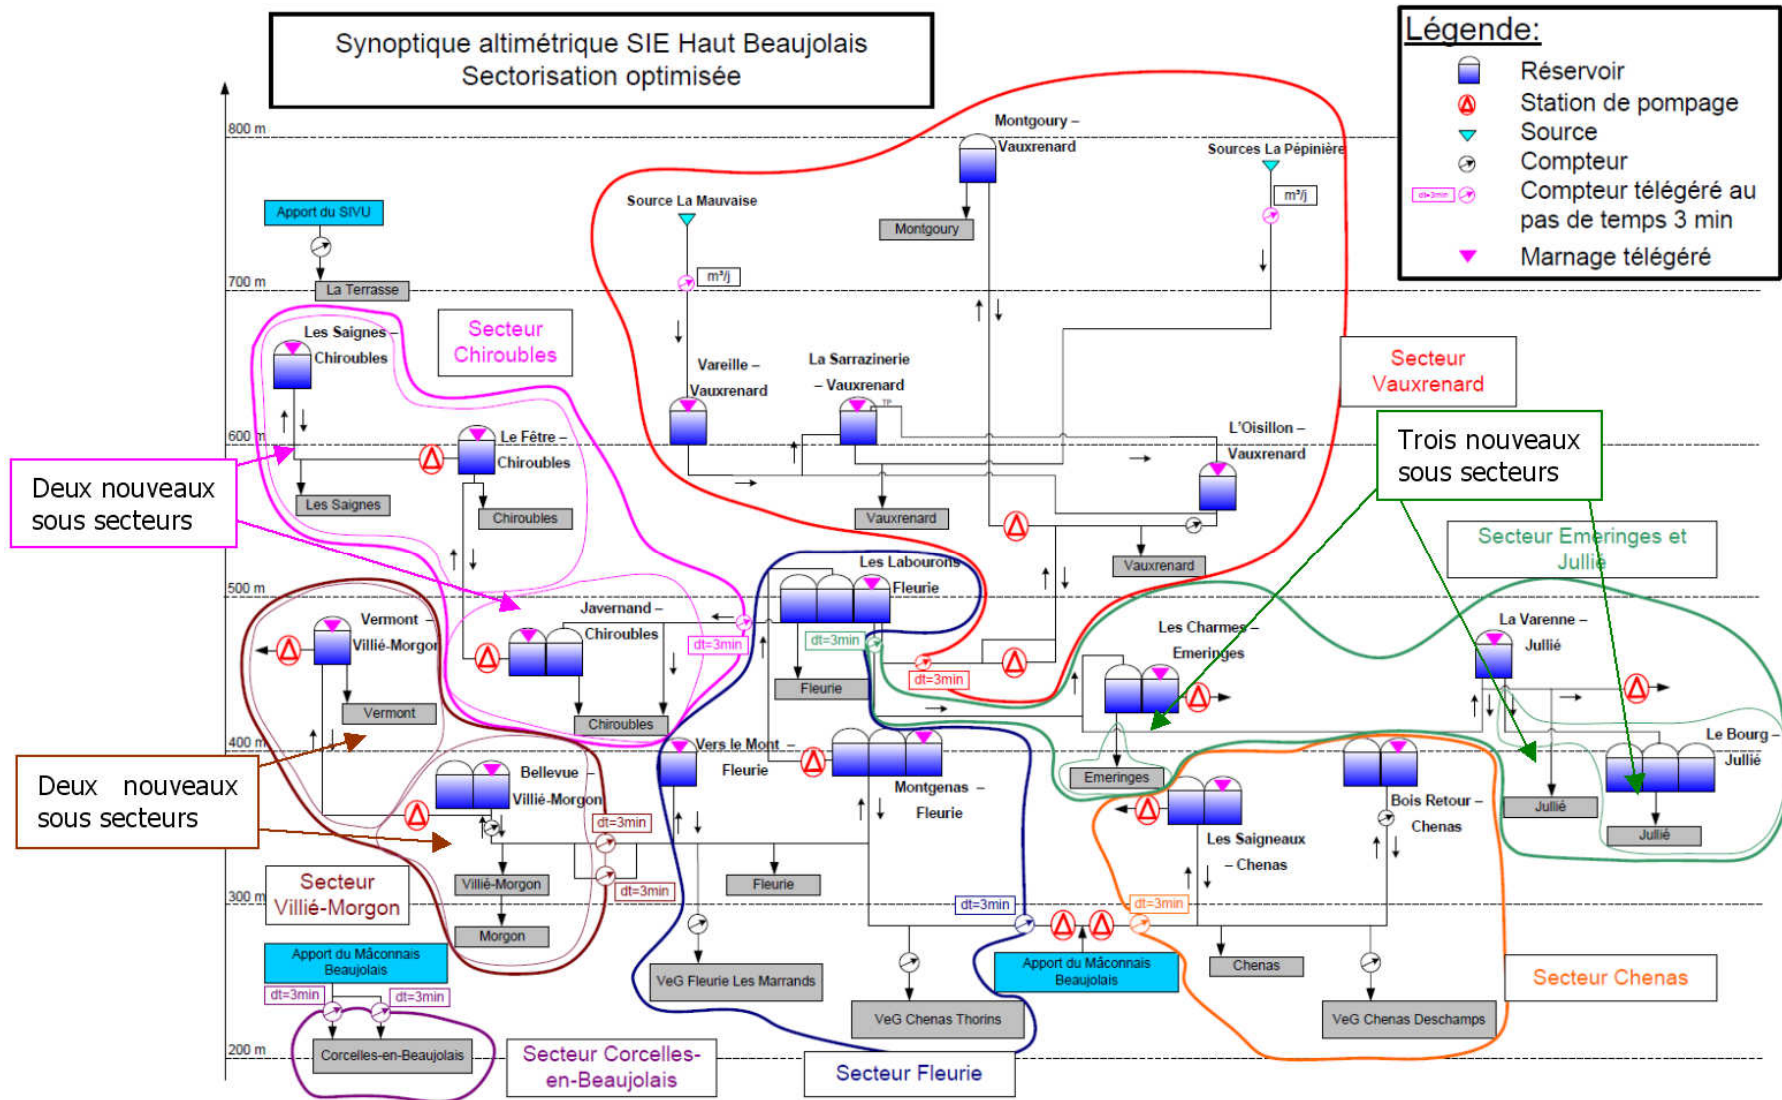 Synoptique altimétrique SIE Haut Beaujolais
Sectorisation optimisée
Légende:
Réservoir
Station de pompage
Source
Compteur
dt=3min
Compteur télégéré au
pas de temps 3 min
Marnage télégéré
800 m
Montgoury –
Vauxrenard
Sources La Pépinière
m³/j
Source La Mauvaise
Apport du SIVU
Montgoury
m³/j
700 m
La Terrasse
Les Saignes –
Chiroubles
Secteur
Chiroubles
Vareille –
Vauxrenard
La Sarrazinerie
– Vauxrenard
TP
Secteur
Vauxrenard
600 m
Le Fêtre –
Chiroubles
L'Oisillon –
Vauxrenard
Trois nouveaux
sous secteurs
Deux nouveaux
sous secteurs
Les Saignes
Chiroubles
Vauxrenard
Vauxrenard
Secteur Emeringes et
Jullié
500 m
Les Labourons
Fleurie
Vermont –
Villié-Morgon
Javernand –
Chiroubles
dt=3min
dt=3min
dt=3min
Les Charmes –
Emeringes
La Varenne –
Jullié
Fleurie
Vermont
Chiroubles
400 m
Vers le Mont –
Fleurie
Le Bourg –
Jullié
Deux nouveaux
sous secteurs
Bellevue –
Villié-Morgon
Montgenas –
Fleurie
Emeringes
Bois Retour –
Chenas
Jullié
Jullié
Les Saigneaux
– Chenas
dt=3min
dt=3min
Secteur
Villié-Morgon
Villié-Morgon
Fleurie
300 m
dt=3min
dt=3min
Morgon
Apport du Mâconnais
Beaujolais
Apport du Mâconnais
Beaujolais
Chenas
Secteur Chenas
VeG Fleurie Les Marrands
dt=3min
dt=3min
VeG Chenas Thorins
VeG Chenas Deschamps
200 m
Corcelles-en-Beaujolais
Secteur Corcelles-
en-Beaujolais
Secteur Fleurie